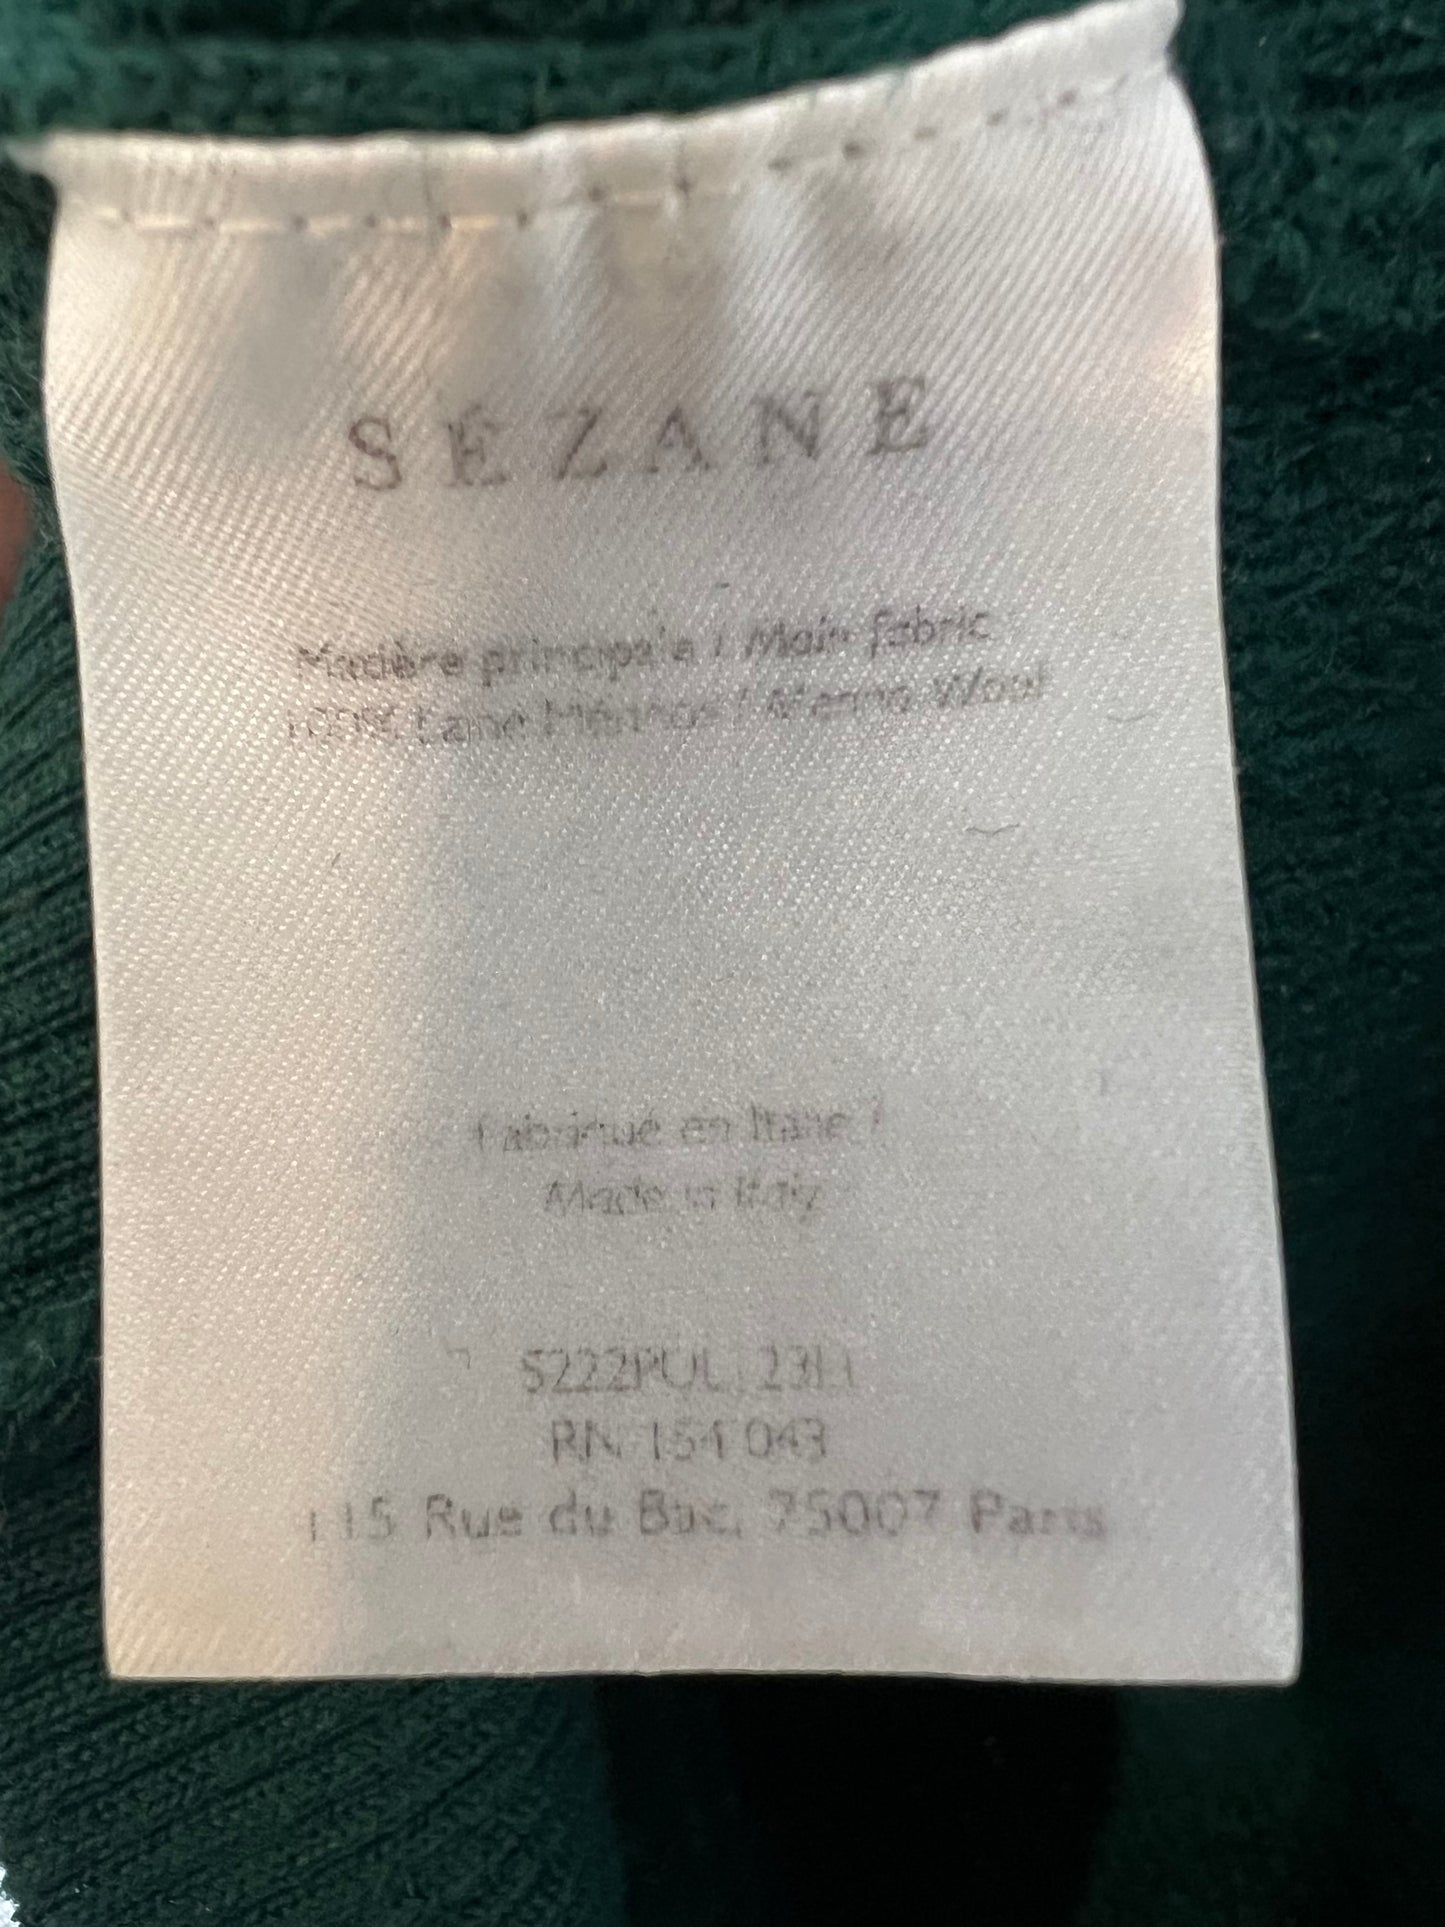 SÉZANE
Matière principale / Main fabric
100% Laine Mérinos / Merino Wool
Fabriqué en Italie /
Made in Italy
RN 154 043
115 Rue du Bac, 75007 Paris